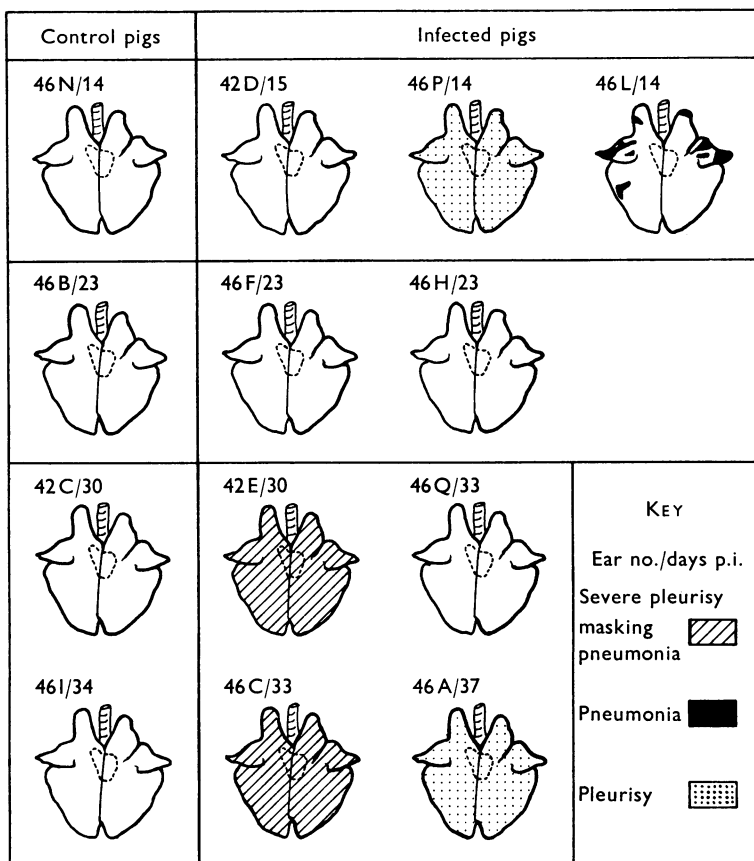 Control pigs
Infected pigs
46N/14
42D/15
46P/14
46L/14
46B/23
46F/23
46H/23
42C/30
42E/30
46Q/33
46I/34
46C/33
46A/37
KEY
Ear no./days p.i.
Severe pleurisy
masking
pneumonia
Pneumonia
Pleurisy